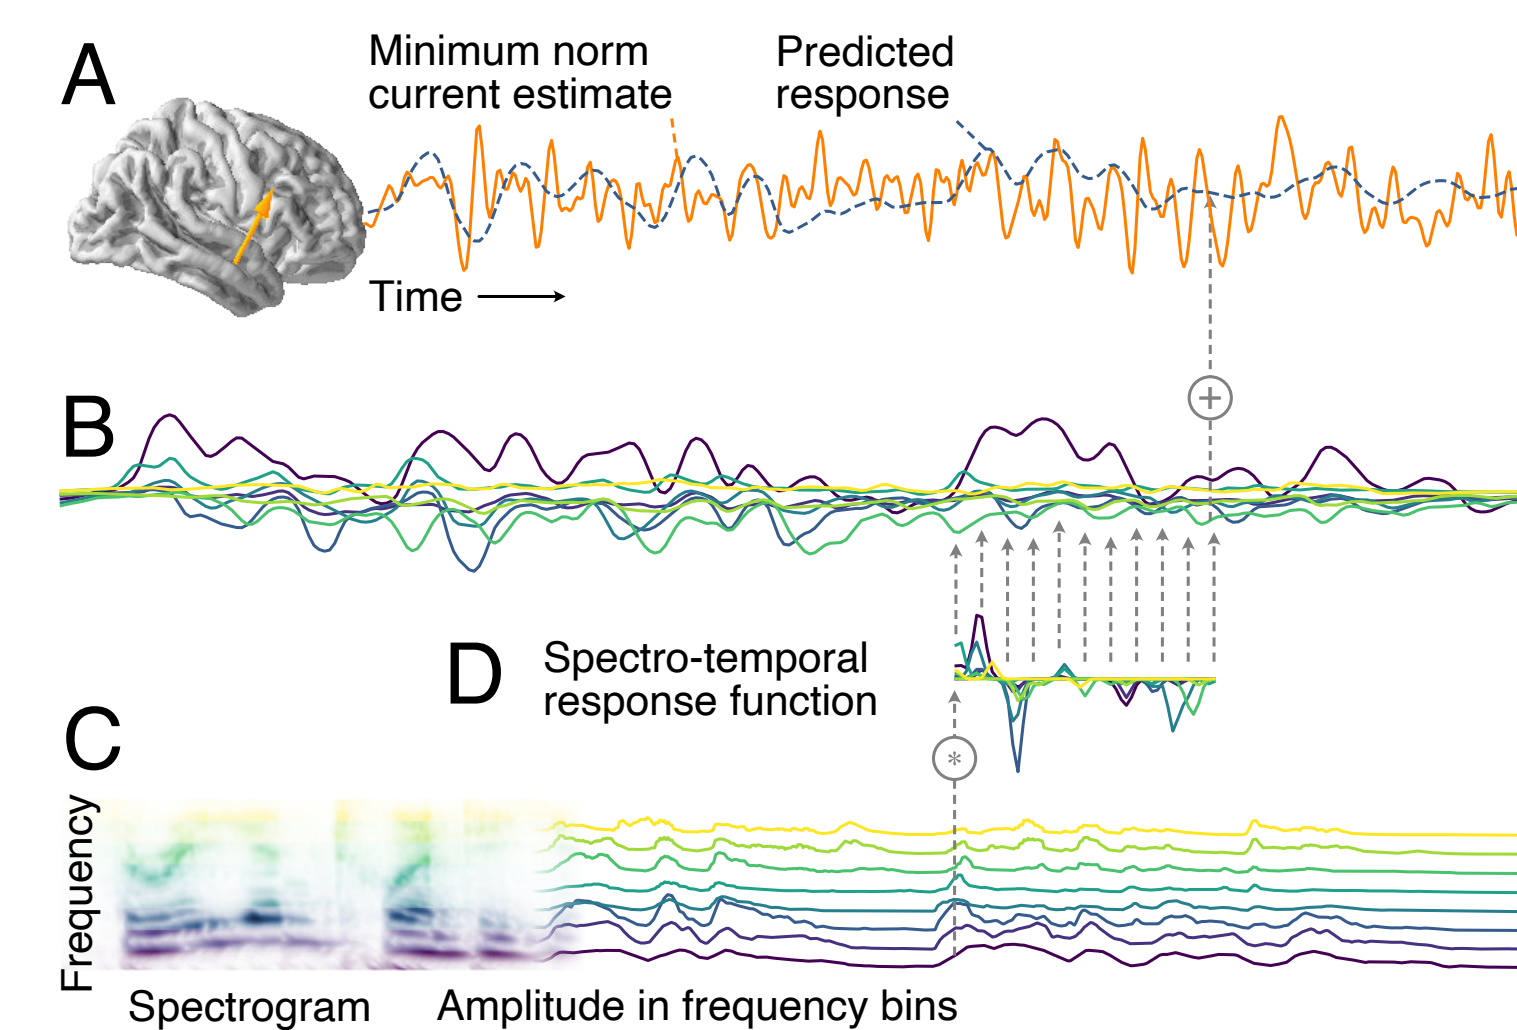 A
Minimum norm
current estimate
Predicted
response
Time
B
+
D
Spectro-temporal
response function
C
*
Frequency
Spectrogram
Amplitude in frequency bins